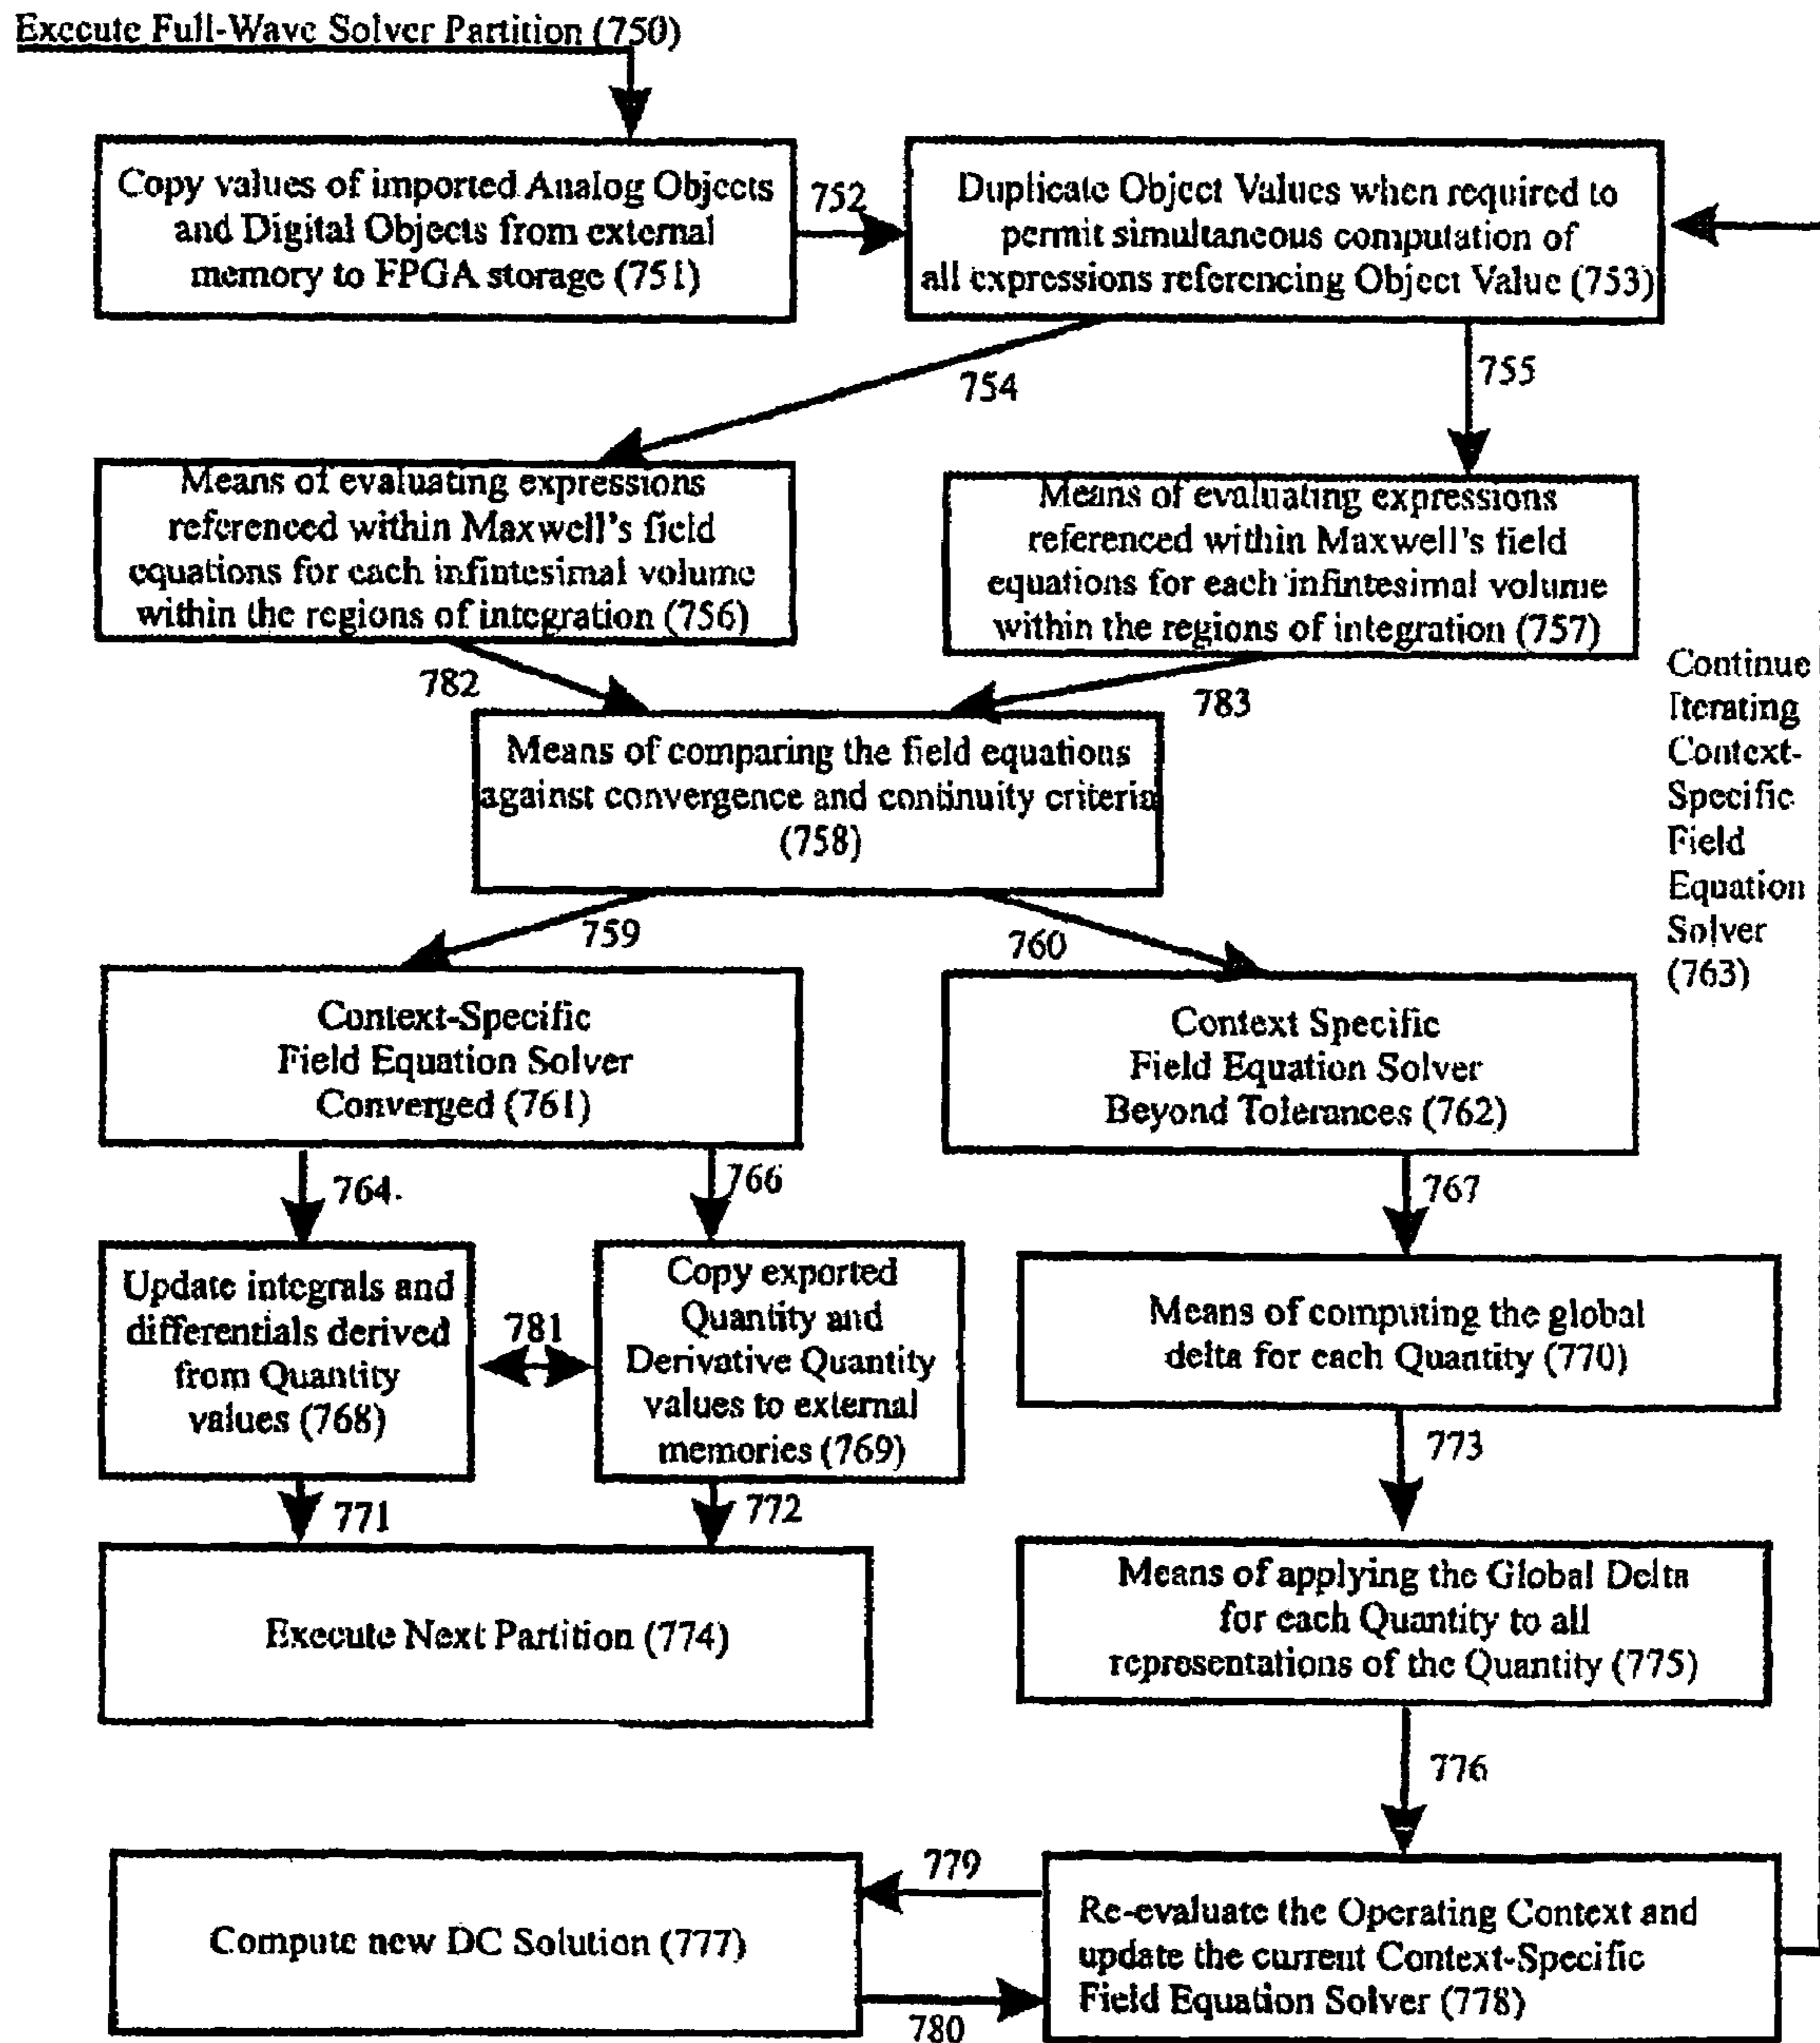 Execute Full-Wave Solver Partition (750)
Copy values of imported Analog Objects
and Digital Objects from external
memory to FPGA storage (751)
752
Duplicate Object Values when required to
permit simultaneous computation of
all expressions referencing Object Value (753)
754
755
Means of evaluating expressions
referenced within Maxwell's field
equations for each infintesimal volume
within the regions of integration (756)
Means of evaluating expressions
referenced within Maxwell's field
equations for each infintesimal volume
within the regions of integration (757)
782
783
Continue
Iterating
Context-
Specific
Field
Equation
Solver
(763)
Means of comparing the field equations
against convergence and continuity criteria
(758)
759
760
Context-Specific
Field Equation Solver
Converged (761)
Context Specific
Field Equation Solver
Beyond Tolerances (762)
764
766
767
Update integrals and
differentials derived
from Quantity
values (768)
781
Copy exported
Quantity and
Derivative Quantity
values to external
memories (769)
Means of computing the global
delta for each Quantity (770)
771
772
773
Execute Next Partition (774)
Means of applying the Global Delta
for each Quantity to all
representations of the Quantity (775)
776
Compute new DC Solution (777)
779
780
Re-evaluate the Operating Context and
update the current Context-Specific
Field Equation Solver (778)